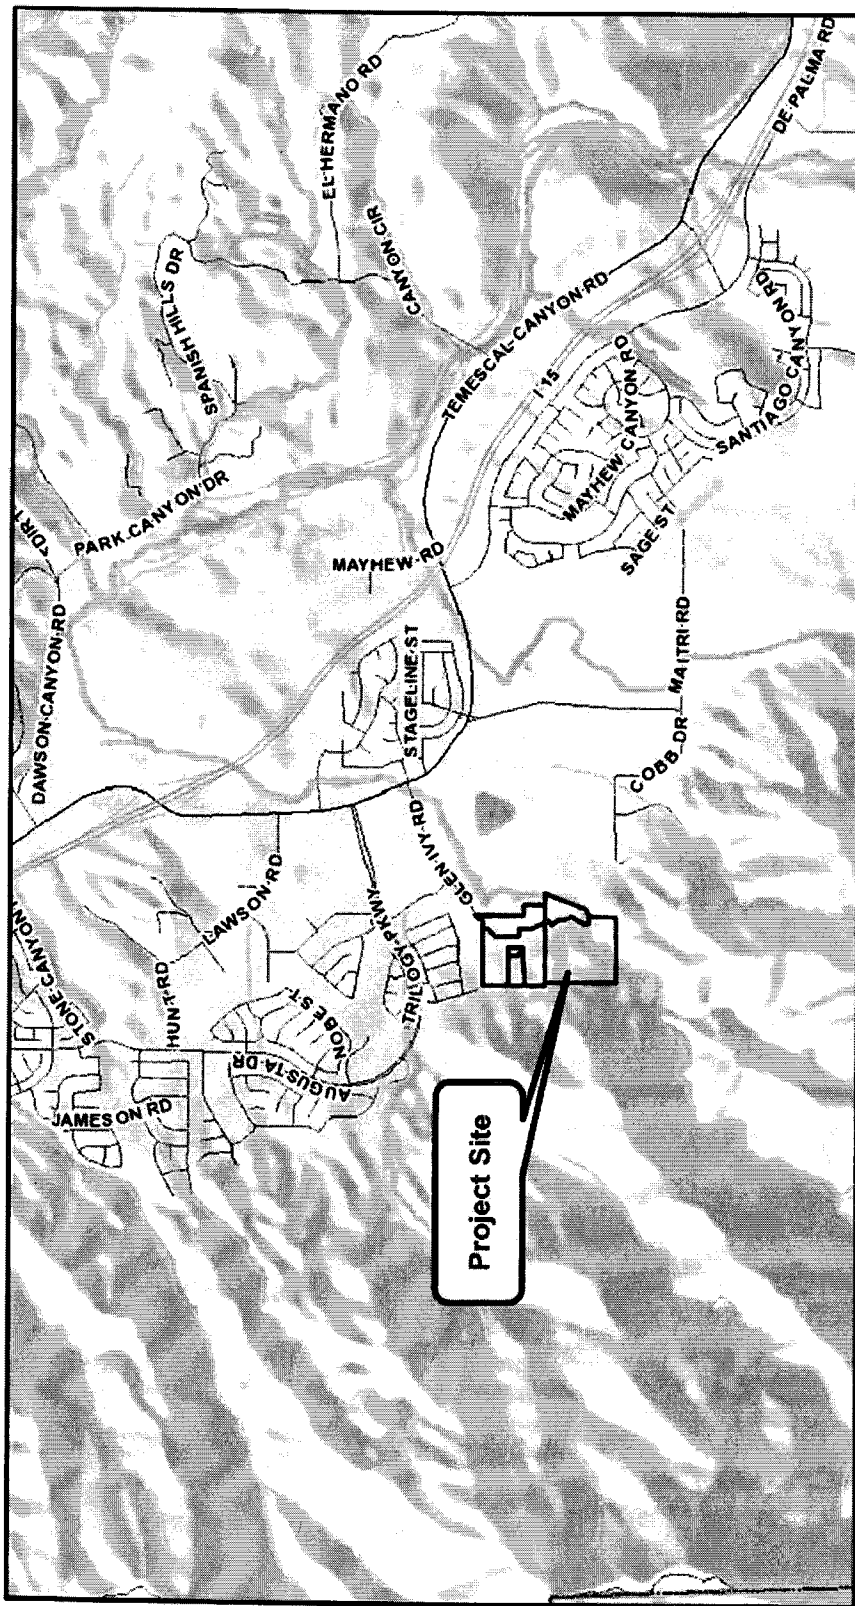 DE PALMA RD
EL HERMANO RD
CANYON CIR
SPANISH HILLS DR
TEMESCAL CANYON RD
I 15
PARK CANYON DR
MAYHEW CANYON RD
SANTIAGO CANYON RD
SAGE ST
MAYHEW RD
DAWSON CANYON RD
STAGELINE ST
MAITRI RD
COBB DR
GLEN IVY RD
LAWSON RD
TRILOGY PKWY
STONE CANYON
HUNT RD
NOBE ST
AUGUSTA DR
JAMESON RD
Project Site